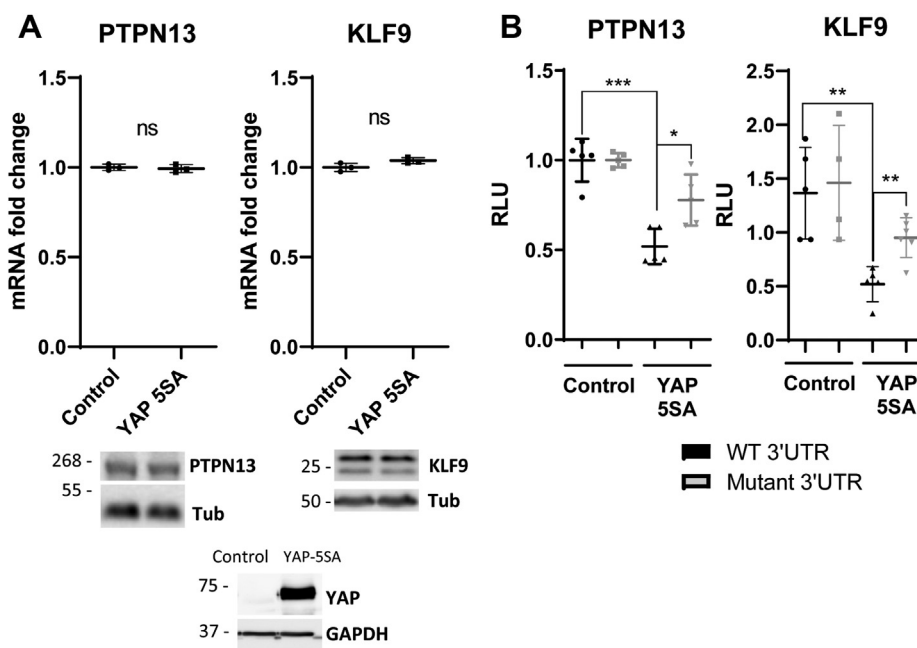 A
PTPN13
mRNA fold change
1.5
1.0
0.5
0.0
ns
Control
YAP 5SA
KLF9
mRNA fold change
1.5
1.0
0.5
0.0
ns
Control
YAP 5SA
268 -
PTPN13
55 -
Tub
25 -
KLF9
50 -
Tub
Control YAP-5SA
75 -
YAP
37 -
GAPDH
B
PTPN13
RLU
1.5
1.0
0.5
0.0
***
*
Control
YAP
5SA
KLF9
RLU
2.5
2.0
1.5
1.0
0.5
0.0
**
**
Control
YAP
5SA
WT 3'UTR
Mutant 3'UTR